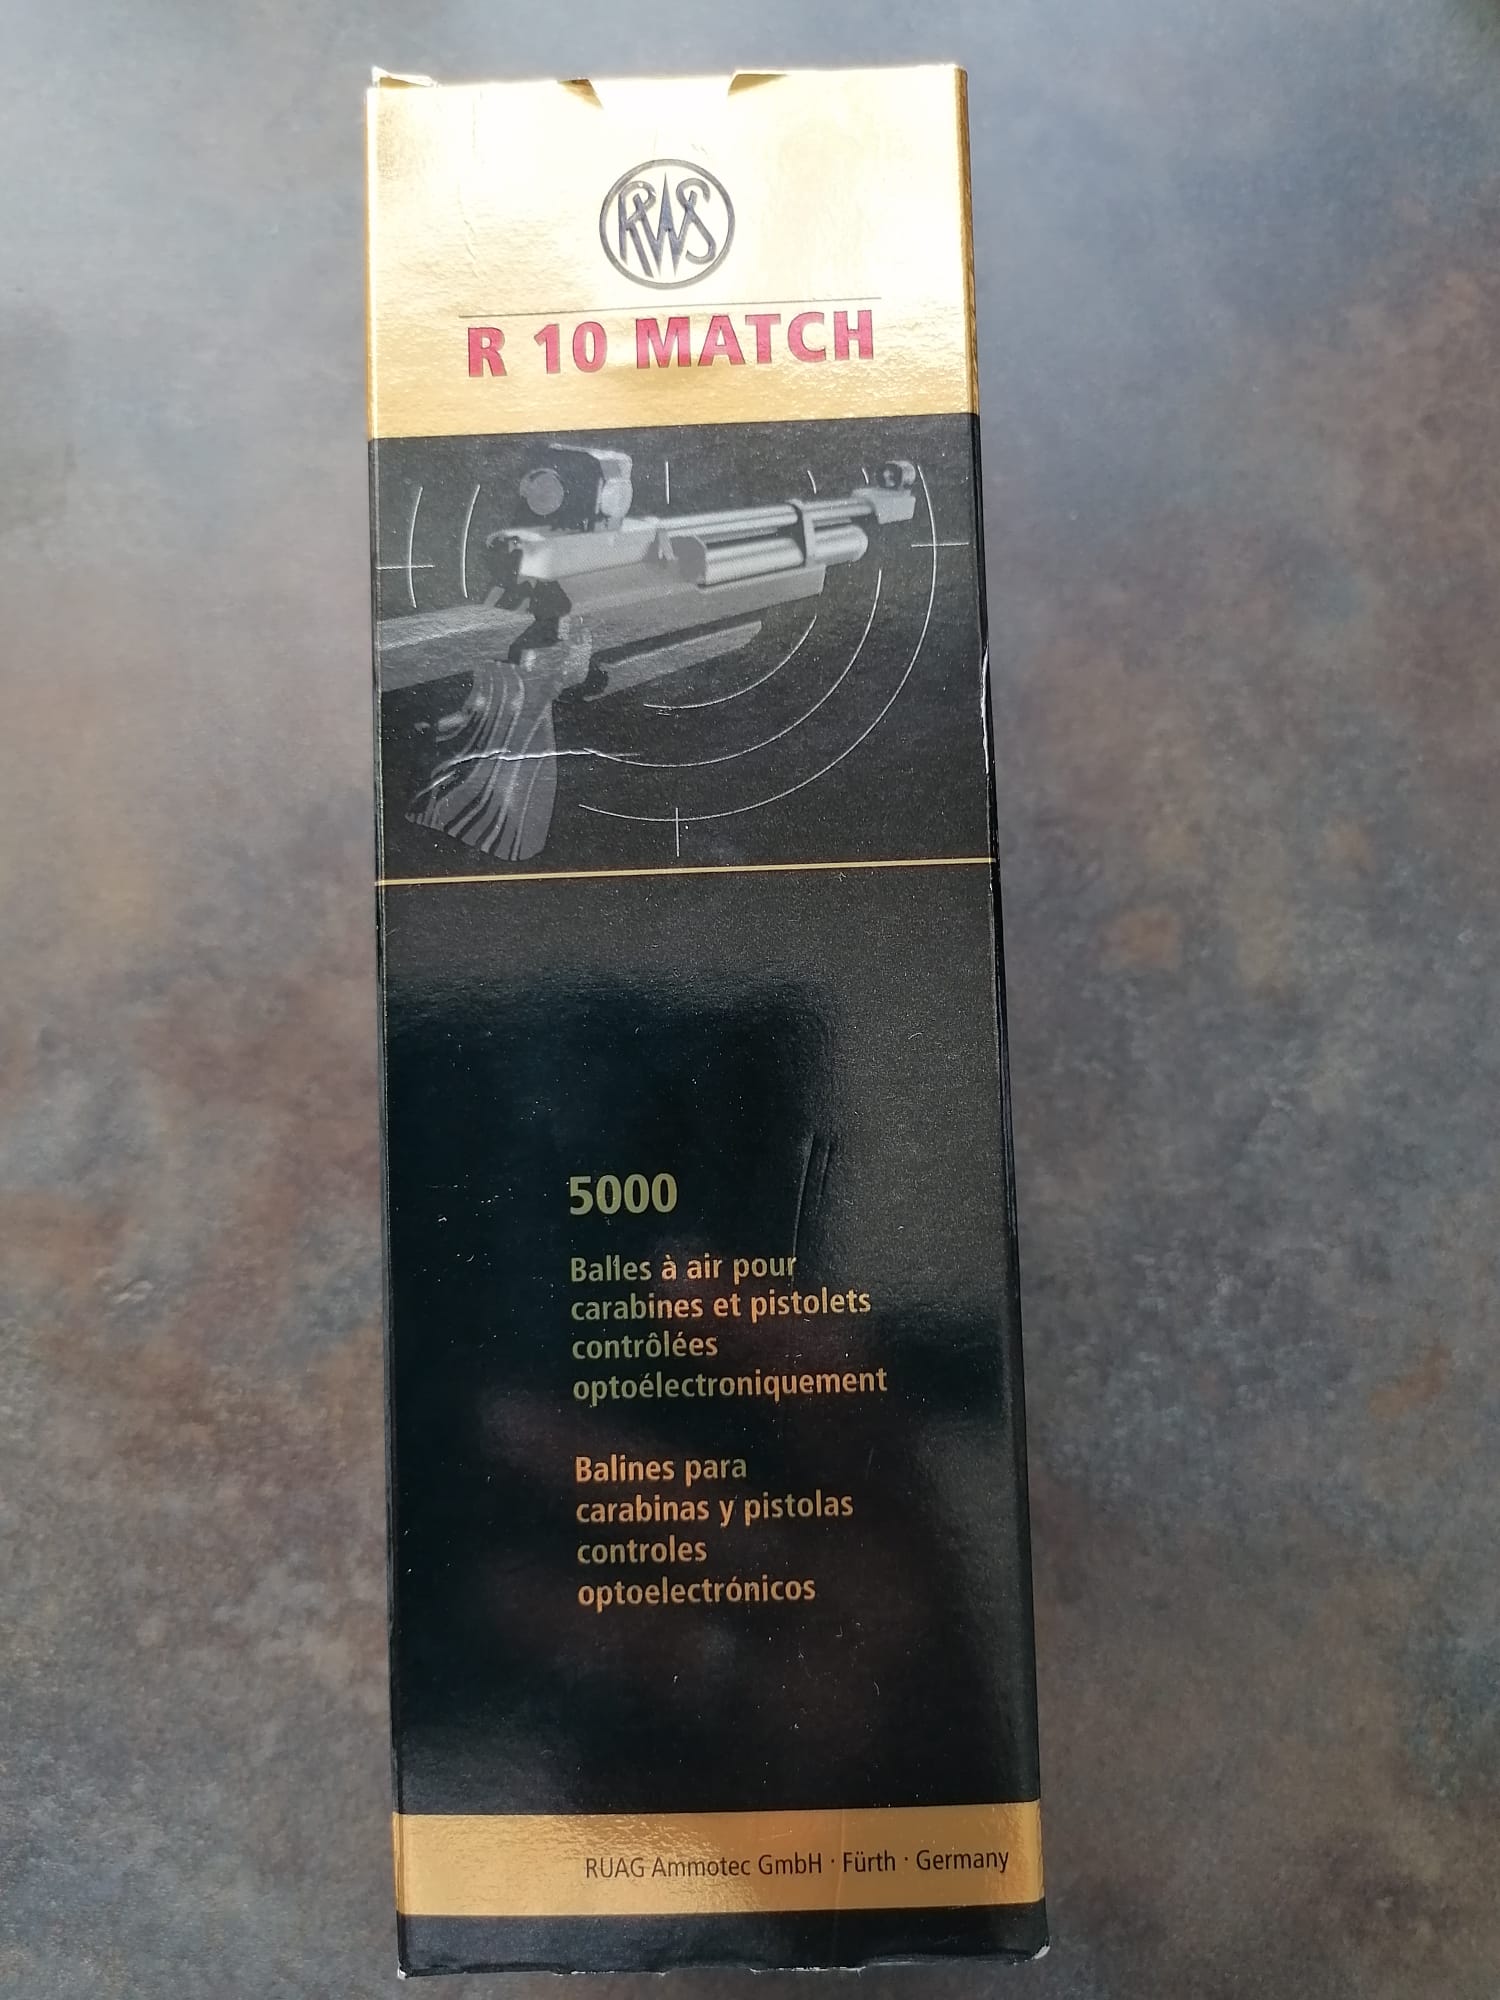 RWS
R 10 MATCH
5000
Balles à air pour
carabines et pistolets
contrôlées
optoélectroniquement
Balines para
carabinas y pistolas
controles
optoelectrónicos
RUAG Ammotec GmbH · Fürth · Germany